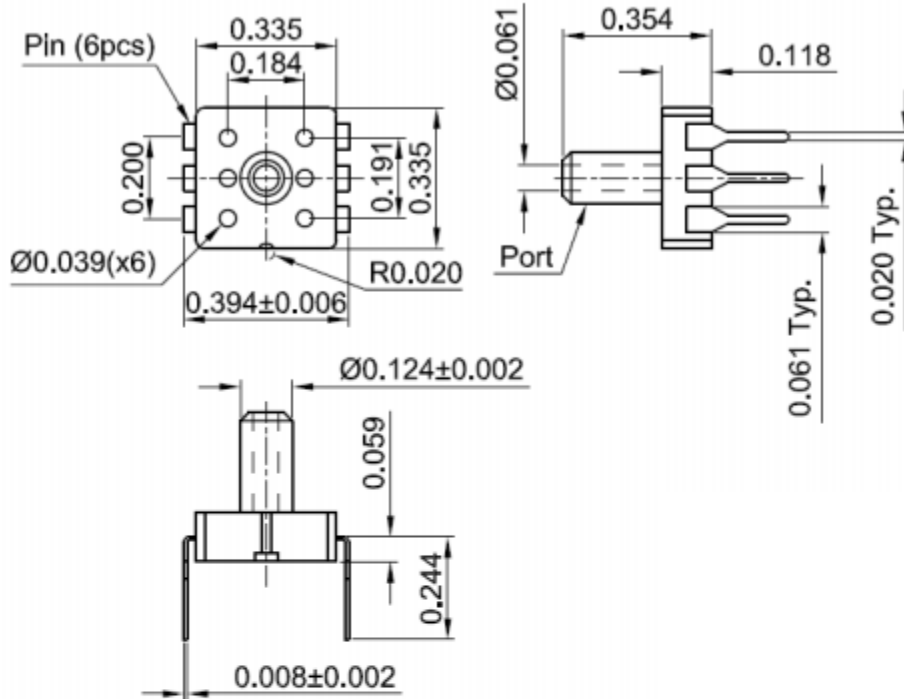 Pin (6pcs)
0.335
0.184
0.200
0.191
0.335
Ø0.039(x6)
R0.020
0.394±0.006
Ø0.061
0.354
0.118
Port
0.061 Typ.
0.020 Typ.
Ø0.124±0.002
0.059
0.244
0.008±0.002